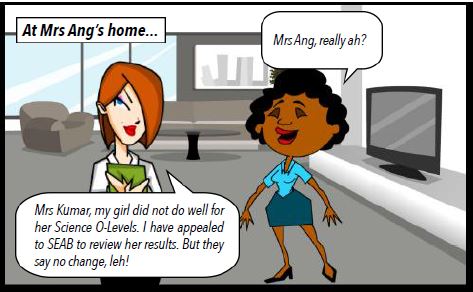 At Mrs Ang's home...
Mrs Ang, really ah?
Mrs Kumar, my girl did not do well for
her Science O-Levels. I have appealed
to SEAB to review her results. But they
say no change, leh!